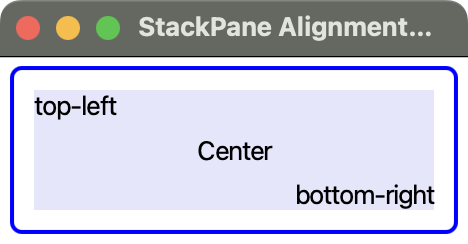 StackPane Alignment...
top-left
Center
bottom-right